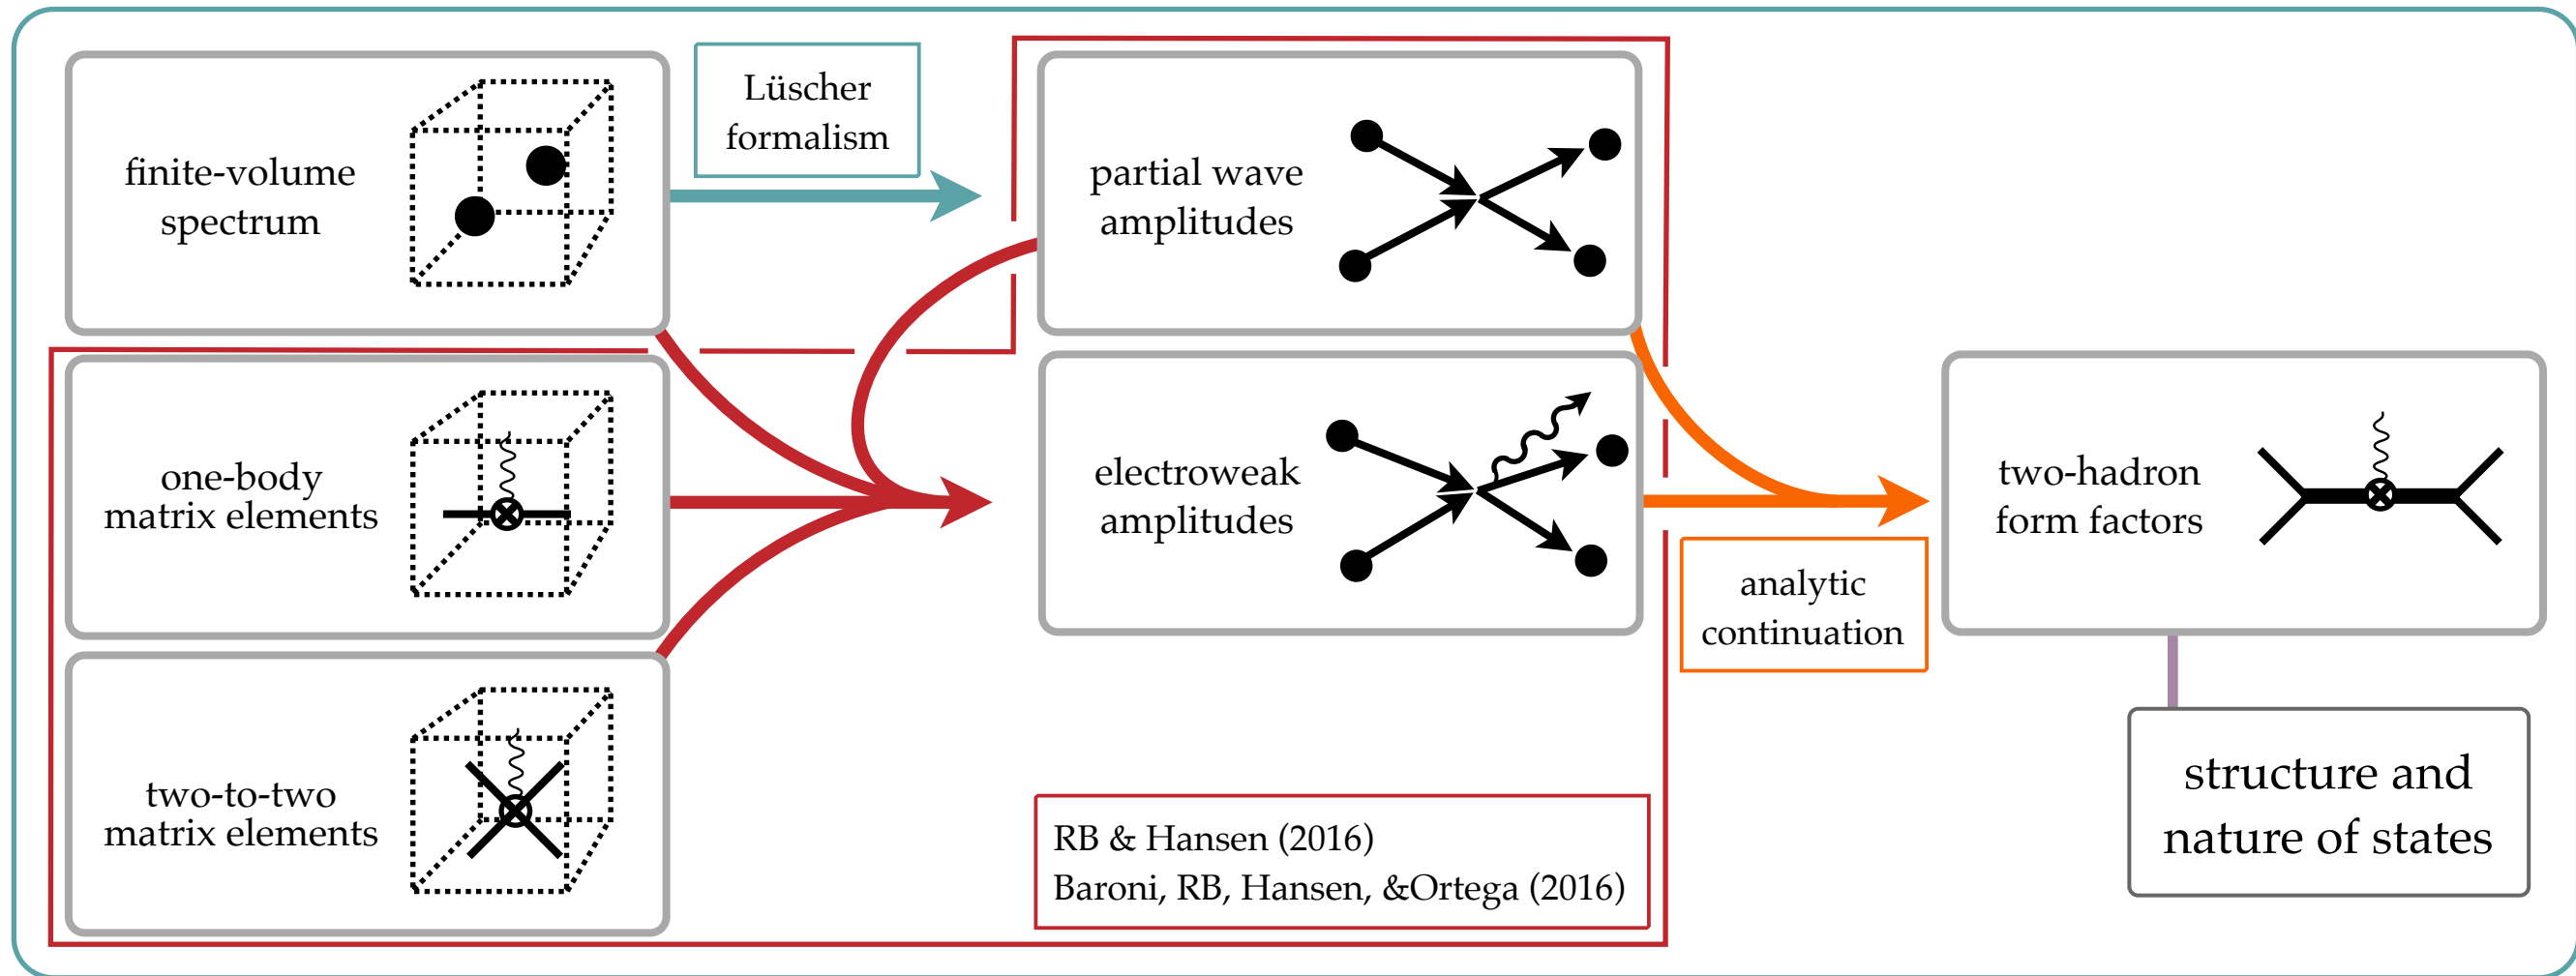 finite-volume
spectrum
Lüscher
formalism
partial wave
amplitudes
one-body
matrix elements
electroweak
amplitudes
two-hadron
form factors
analytic
continuation
two-to-two
matrix elements
RB & Hansen (2016)
Baroni, RB, Hansen, &Ortega (2016)
structure and
nature of states